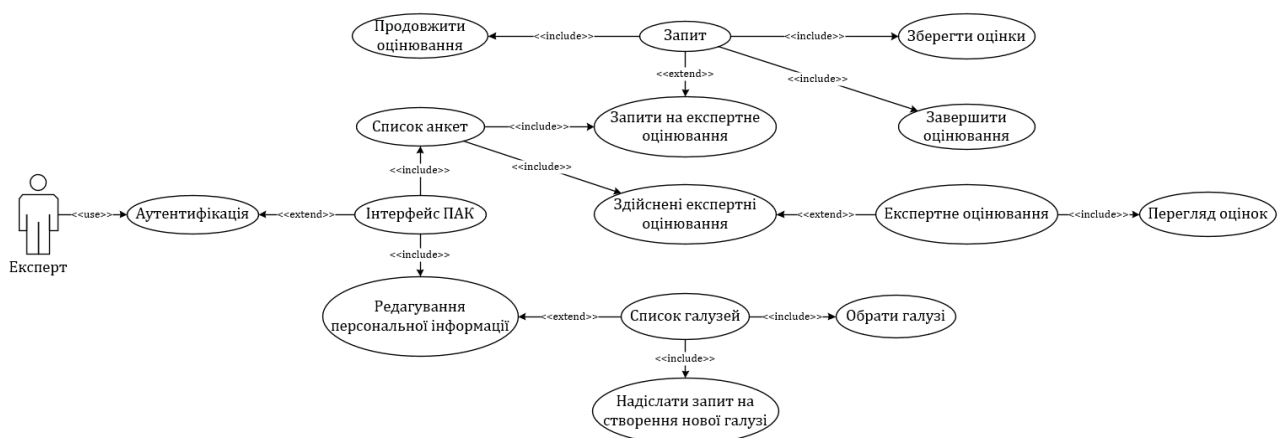 Продовжити
оцінювання
<<include>>
Запит
<<include>>
Зберегти оцінки
<<extend>>
<<include>>
Список анкет
<<include>>
Запити на експертне
оцінювання
Завершити
оцінювання
<<include>>
<<include>>
Експерт
<<use>>
Аутентифікація
<<extend>>
Інтерфейс ПАК
Здійснені експертні
оцінювання
<<extend>>
Експертне оцінювання
<<include>>
Перегляд оцінок
<<include>>
Редагування
персональної інформації
<<extend>>
Список галузей
<<include>>
Обрати галузі
<<include>>
Надіслати запит на
створення нової галузі